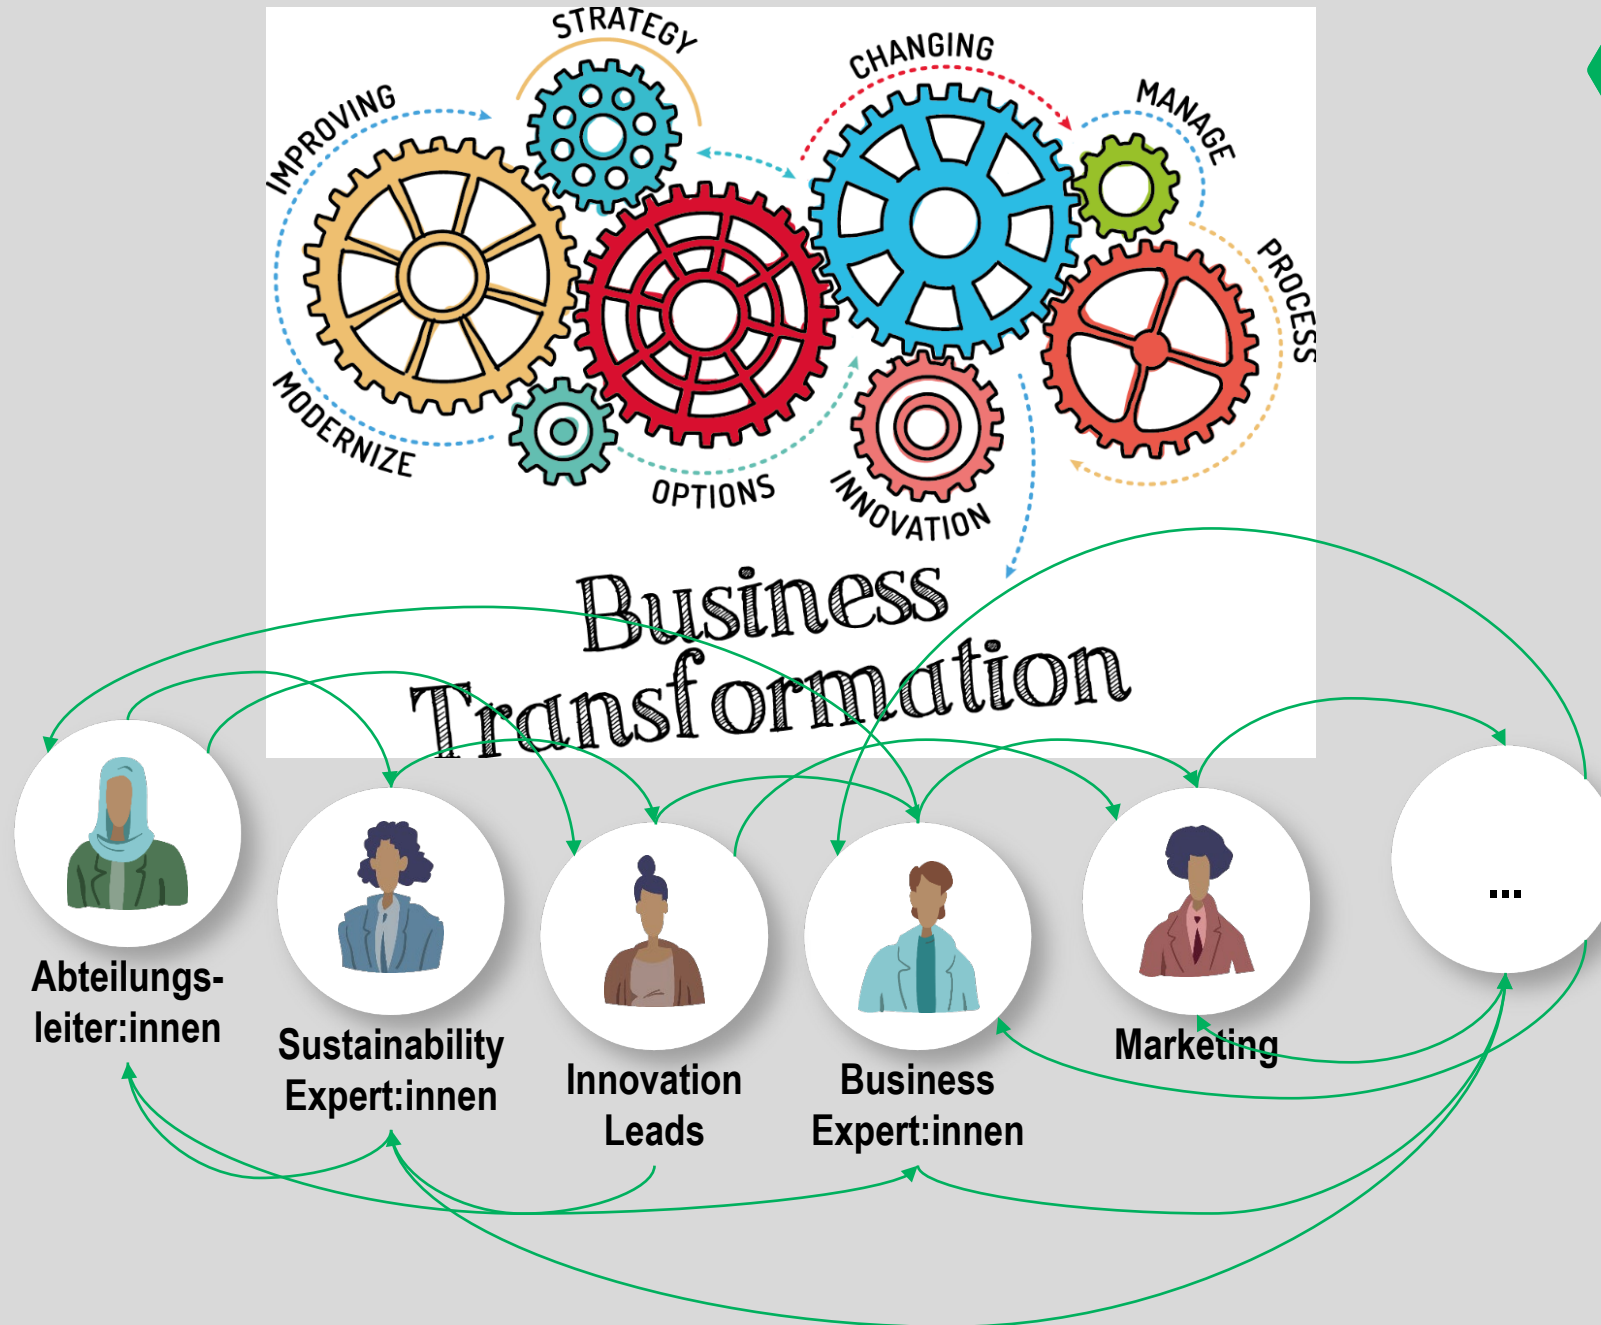 STRATEGY
CHANGING
IMPROVING
MANAGE
PROCESS
MODERNIZE
OPTIONS
INNOVATION
Business
Transformation
Abteilungs-
leiter:innen
Sustainability
Expert:innen
Innovation
Leads
Business
Expert:innen
Marketing
...